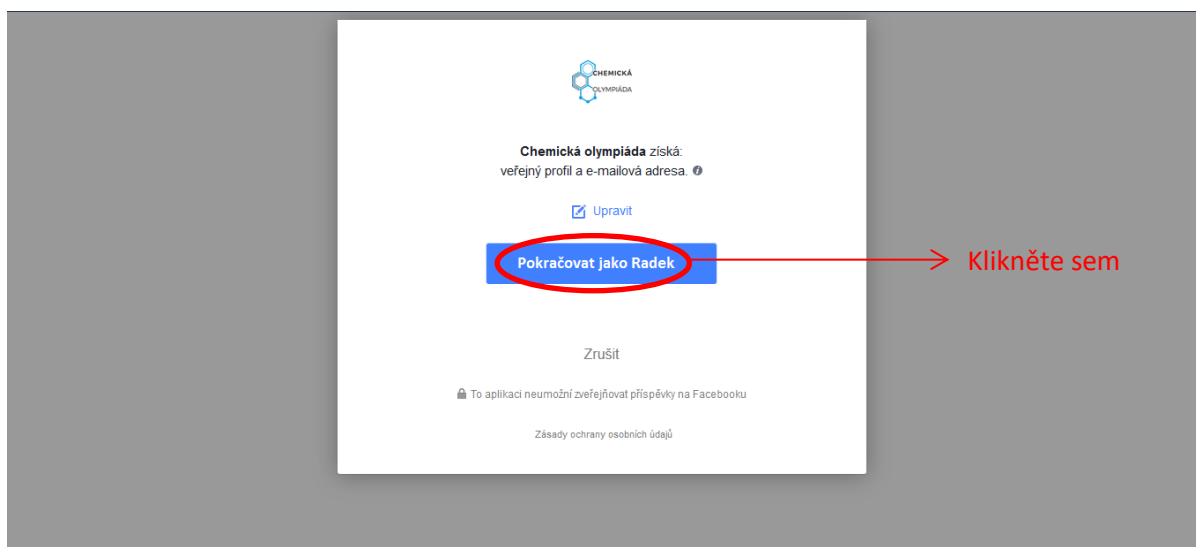 CHEMICKÁ
OLYMPIÁDA
Chemická olympiáda získá:
veřejný profil a e-mailová adresa. i
Upravit
Pokračovat jako Radek
Klikněte sem
Zrušit
To aplikaci neumožní zveřejňovat příspěvky na Facebooku
Zásady ochrany osobních údajů